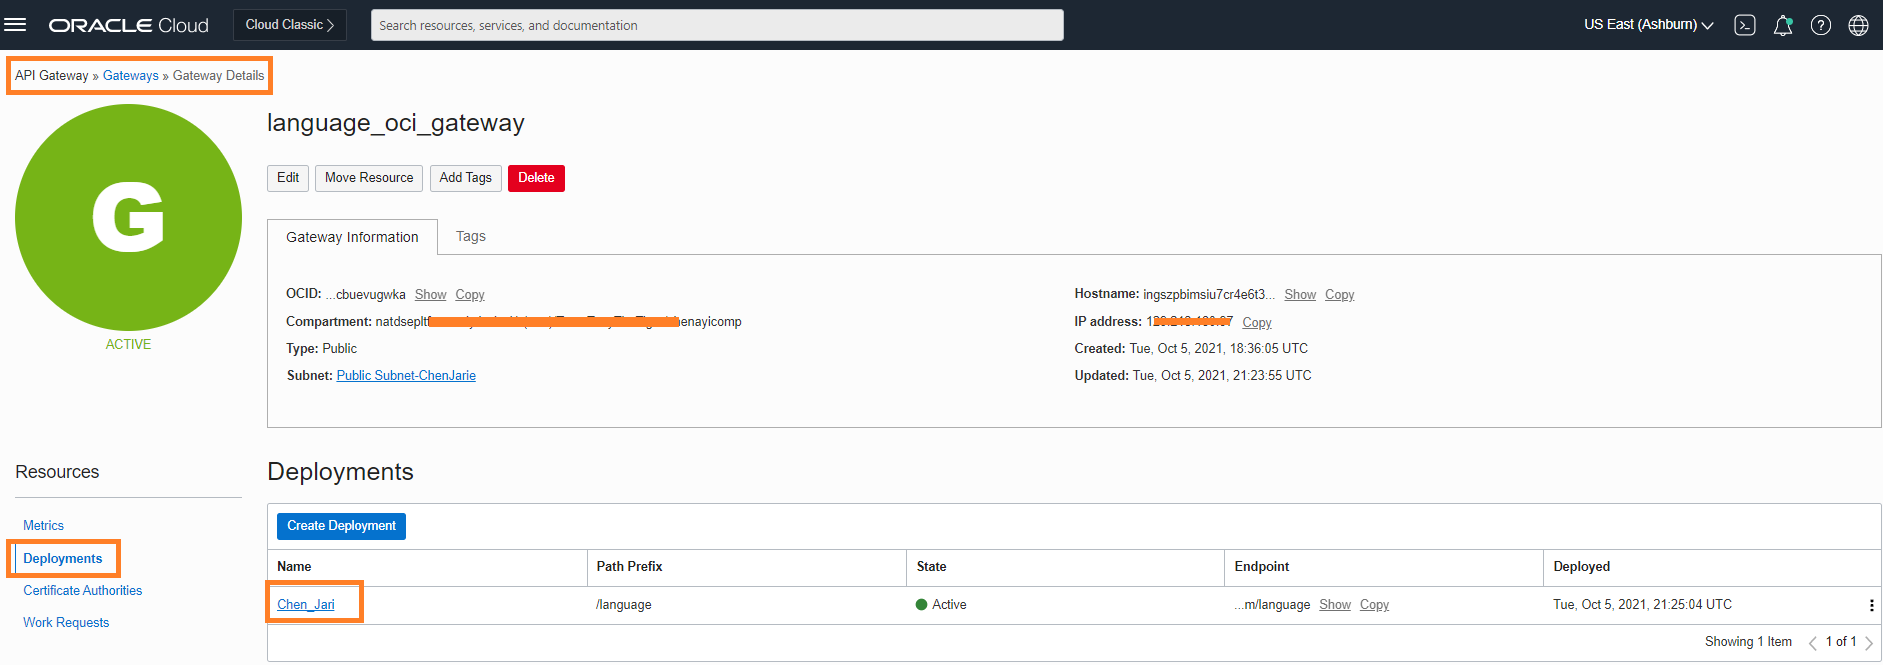 ORACLE Cloud
Cloud Classic
Search resources, services, and documentation
US East (Ashburn)
API Gateway » Gateways » Gateway Details
G
ACTIVE
language_oci_gateway
Edit Move Resource Add Tags Delete
Gateway Information Tags
OCID: ...cbuevugwka Show Copy
Compartment: natdsepltf enayicomp
Type: Public
Subnet: Public Subnet-ChenJarie
Hostname: ingszpbimsiu7cr4e6t3... Show Copy
IP address: Copy
Created: Tue, Oct 5, 2021, 18:36:05 UTC
Updated: Tue, Oct 5, 2021, 21:23:55 UTC
Resources
Metrics
Deployments
Certificate Authorities
Work Requests
Deployments
Create Deployment
Name Path Prefix State Endpoint Deployed
Chen_Jari /language Active ...m/language Show Copy Tue, Oct 5, 2021, 21:25:04 UTC
Showing 1 Item 1 of 1